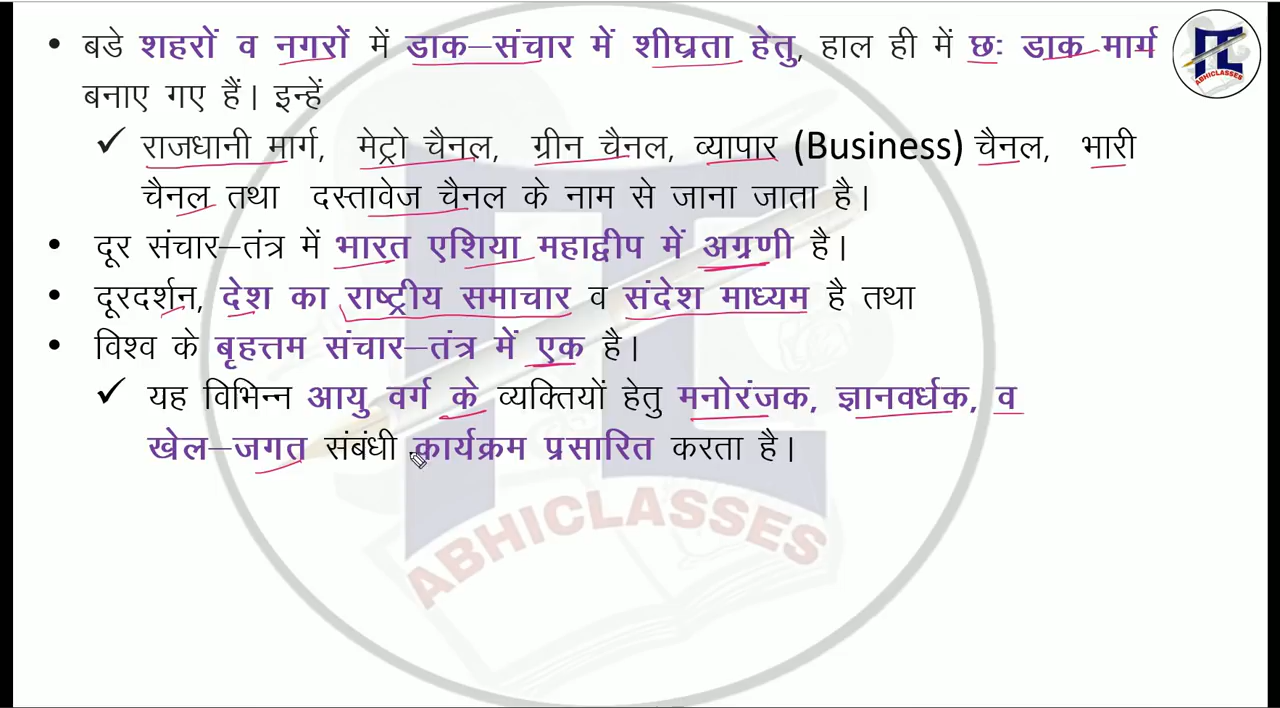 • बडे शहरों व नगरों में डाक–संचार में शीघ्रता हेतु, हाल ही में छः डाक मार्ग
बनाए गए हैं। इन्हें
✓ राजधानी मार्ग, मेट्रो चैनल, ग्रीन चैनल, व्यापार (Business) चैनल, भारी
चैनल तथा दस्तावेज चैनल के नाम से जाना जाता है।
• दूर संचार–तंत्र में भारत एशिया महाद्वीप में अग्रणी है।
• दूरदर्शन, देश का राष्ट्रीय समाचार व संदेश माध्यम है तथा
• विश्व के बृहत्तम संचार–तंत्र में एक है।
✓ यह विभिन्न आयु वर्ग के व्यक्तियों हेतु मनोरंजक, ज्ञानवर्धक, व
खेल–जगत संबंधी कार्यक्रम प्रसारित करता है।
ABHICLASSES
ABHICLASSES